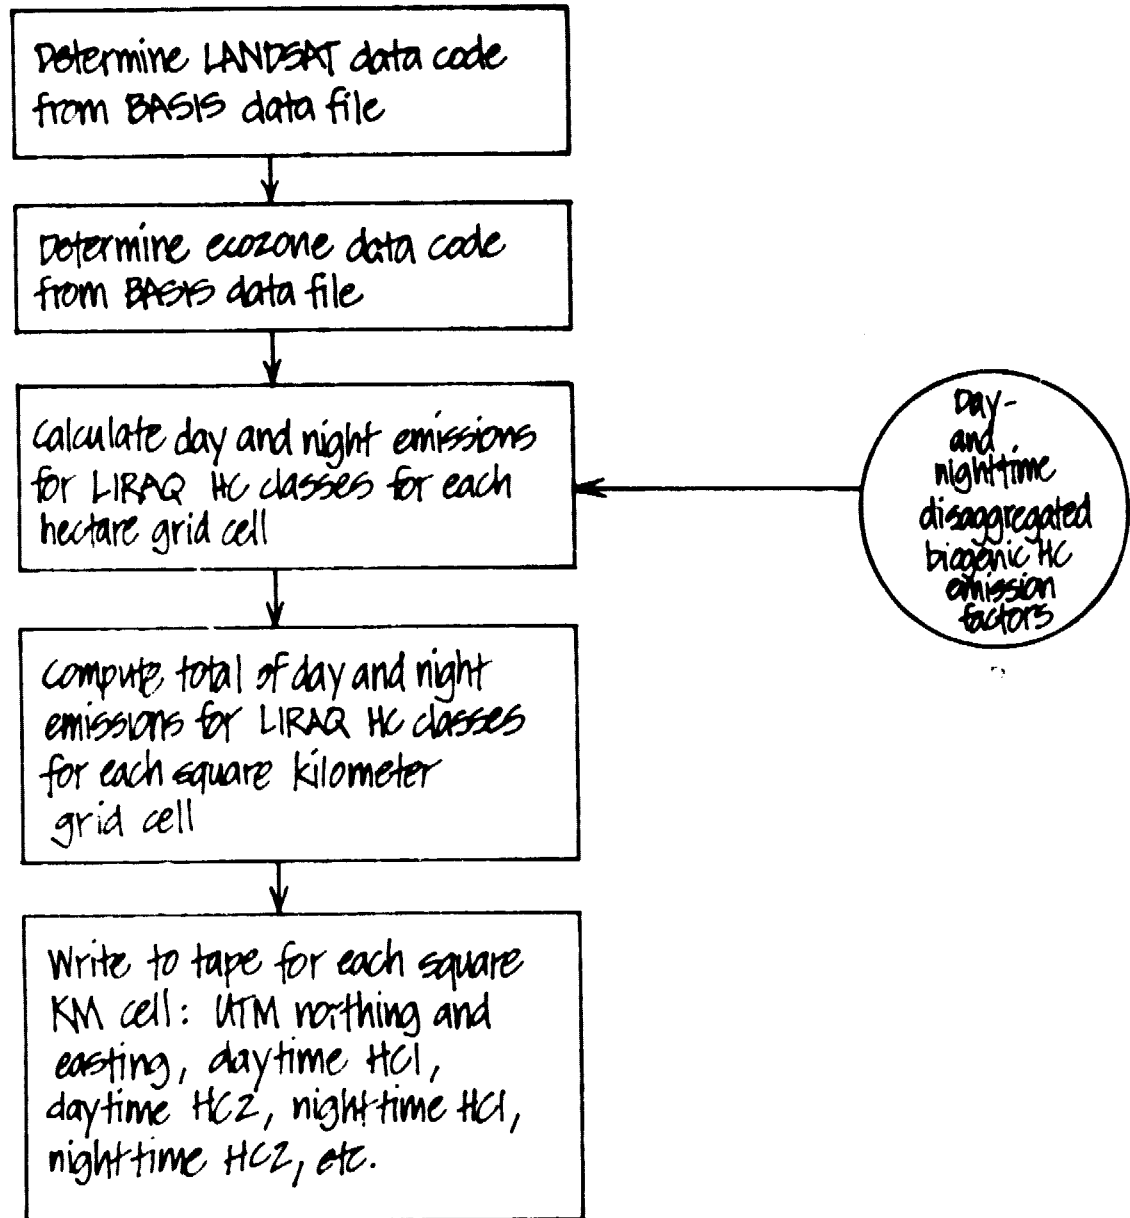 Determine LANDSAT data code
from BASIS data file
Determine ecozone data code
from BASIS data file
Calculate day and night emissions
for LIRAQ HC classes for each
hectare grid cell
Day-
and
nighttime
disaggregated
biogenic HC
emission
factors
Compute total of day and night
emissions for LIRAQ HC classes
for each square kilometer
grid cell
Write to tape for each square
KM cell: UTM northing and
easting, daytime HC1,
daytime HC2, nighttime HC1,
nighttime HC2, etc.